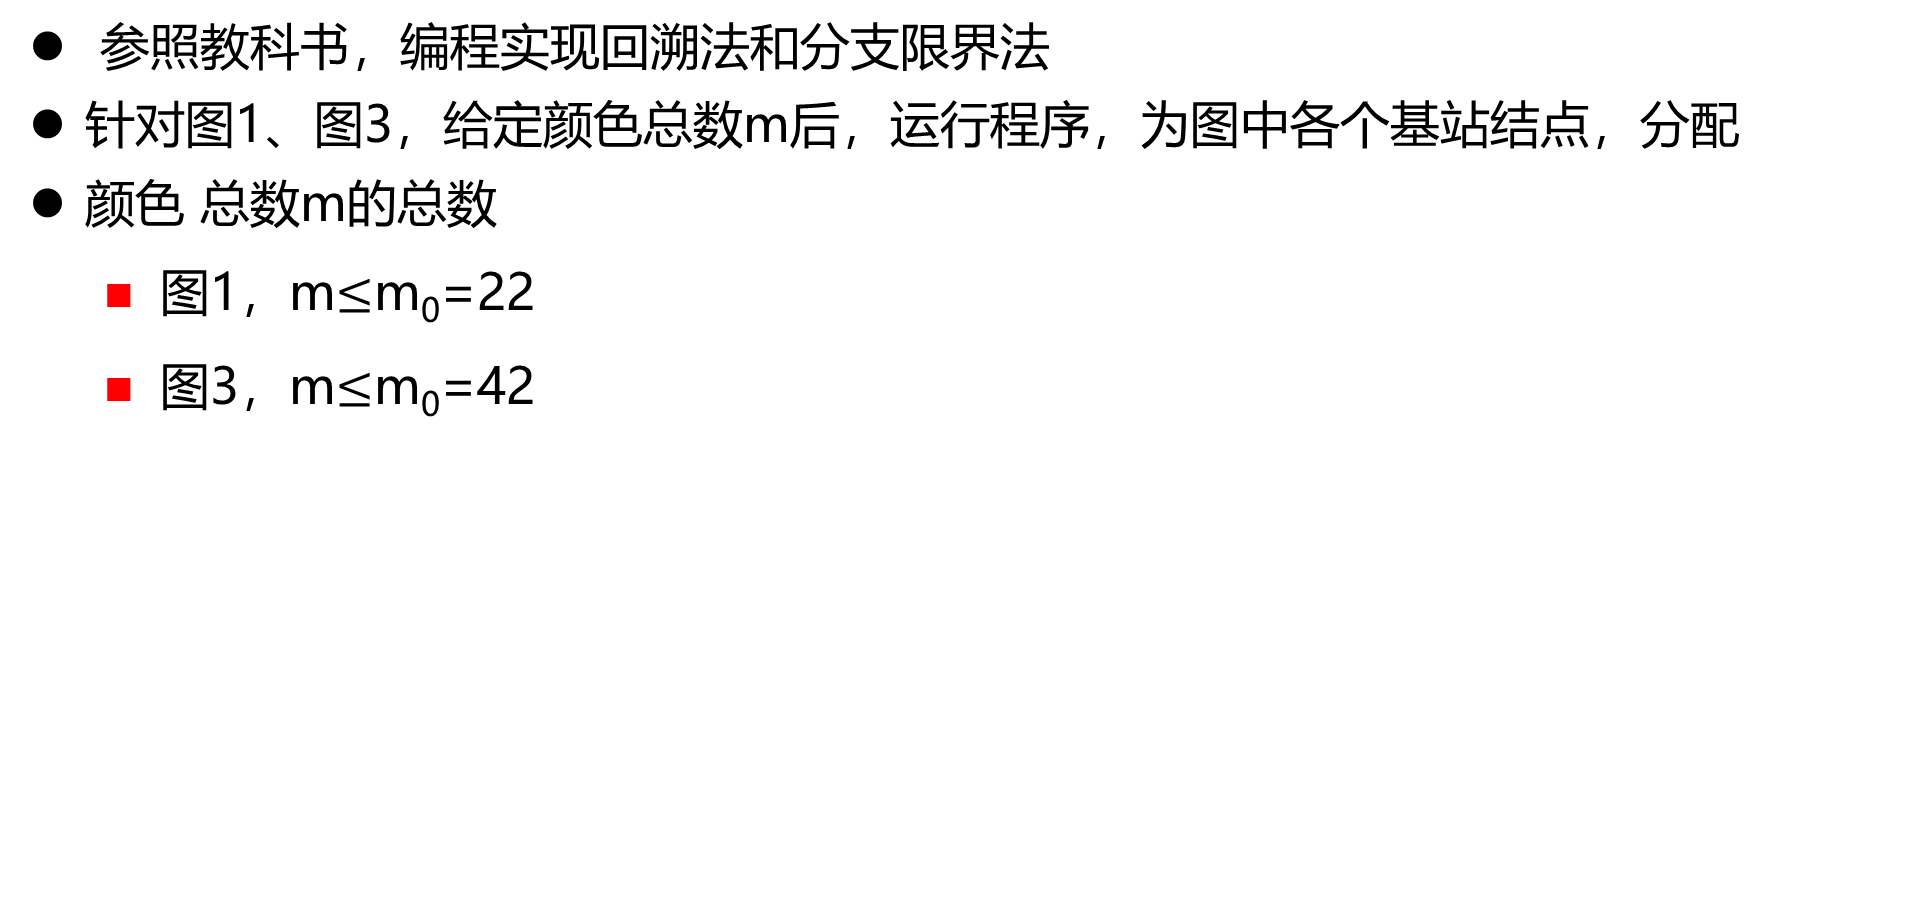 ● 参照教科书，编程实现回溯法和分支限界法
● 针对图1、图3，给定颜色总数m后，运行程序，为图中各个基站结点，分配
● 颜色 总数m的总数
■ 图1，m≤m₀=22
■ 图3，m≤m₀=42